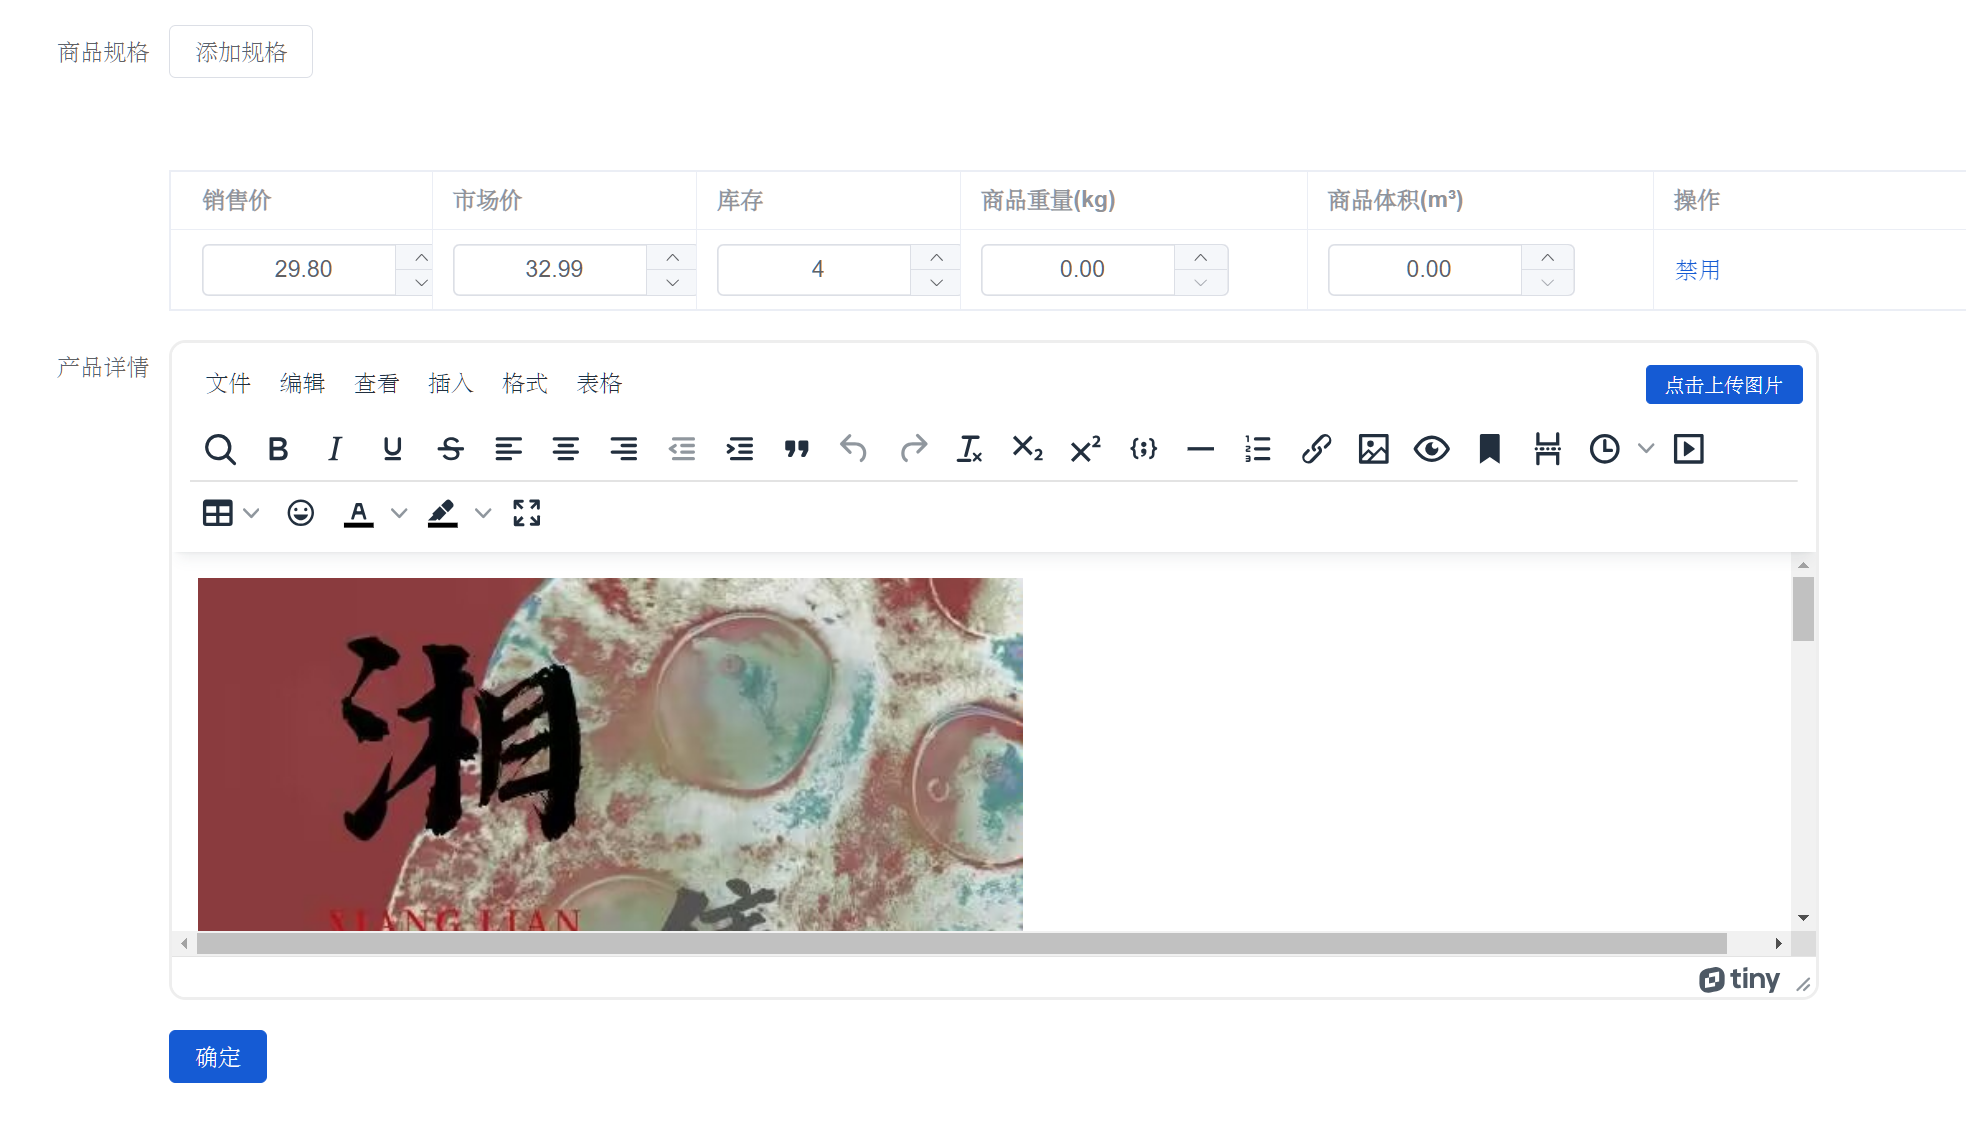 商品规格 添加规格
销售价 市场价 库存 商品重量(kg) 商品体积(m³) 操作
29.80 32.99 4 0.00 0.00 禁用
产品详情
文件 编辑 查看 插入 格式 表格 点击上传图片
湘
XIANG LIAN
tiny
确定